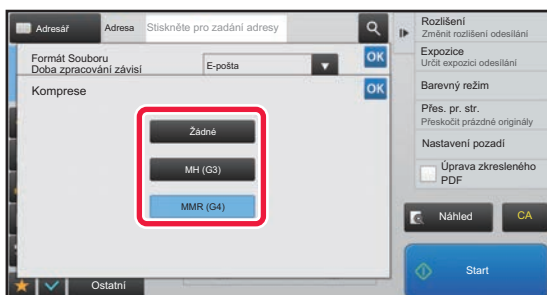 Adresář
Adresa
Stiskněte pro zadání adresy
Formát Souboru
Doba zpracování závisí
E-pošta
OK
Komprese
OK
Žádné
MH (G3)
MMR (G4)
Ostatní
Rozlišení
Změnit rozlišení odesílání
Expozice
Určit expozici odesílání
Barevný režim
Přes. pr. str.
Přeskočit prázdné originály
Nastavení pozadí
Úprava zkresleného
PDF
Náhled
CA
Start